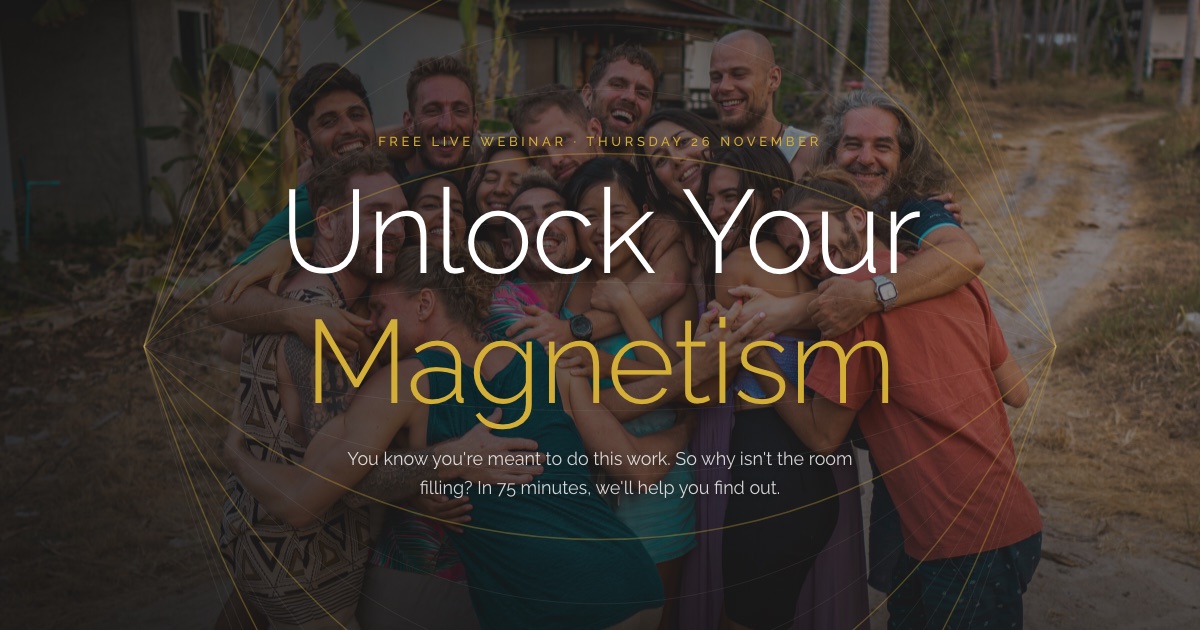 FREE LIVE WEBINAR · THURSDAY 26 NOVEMBER
Unlock Your
Magnetism
You know you're meant to do this work. So why isn't the room
filling? In 75 minutes, we'll help you find out.